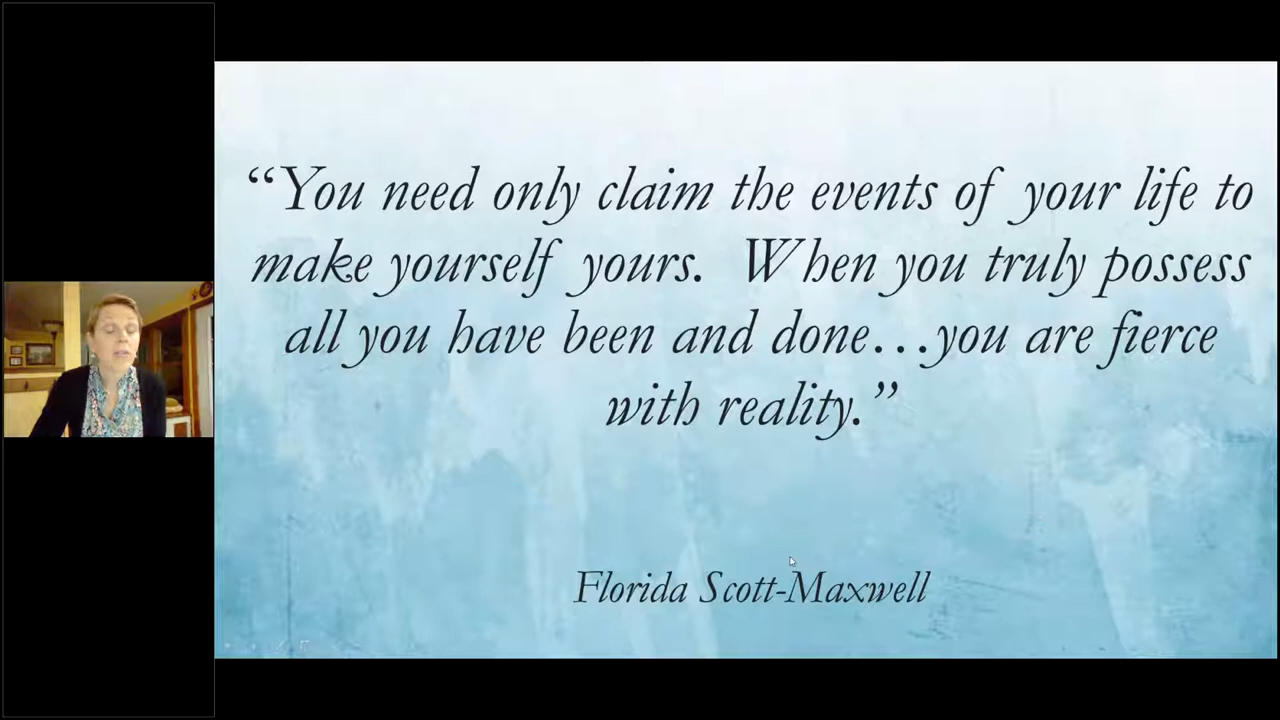 “You need only claim the events of your life to
make yourself yours. When you truly possess
all you have been and done…you are fierce
with reality.”
Florida Scott-Maxwell